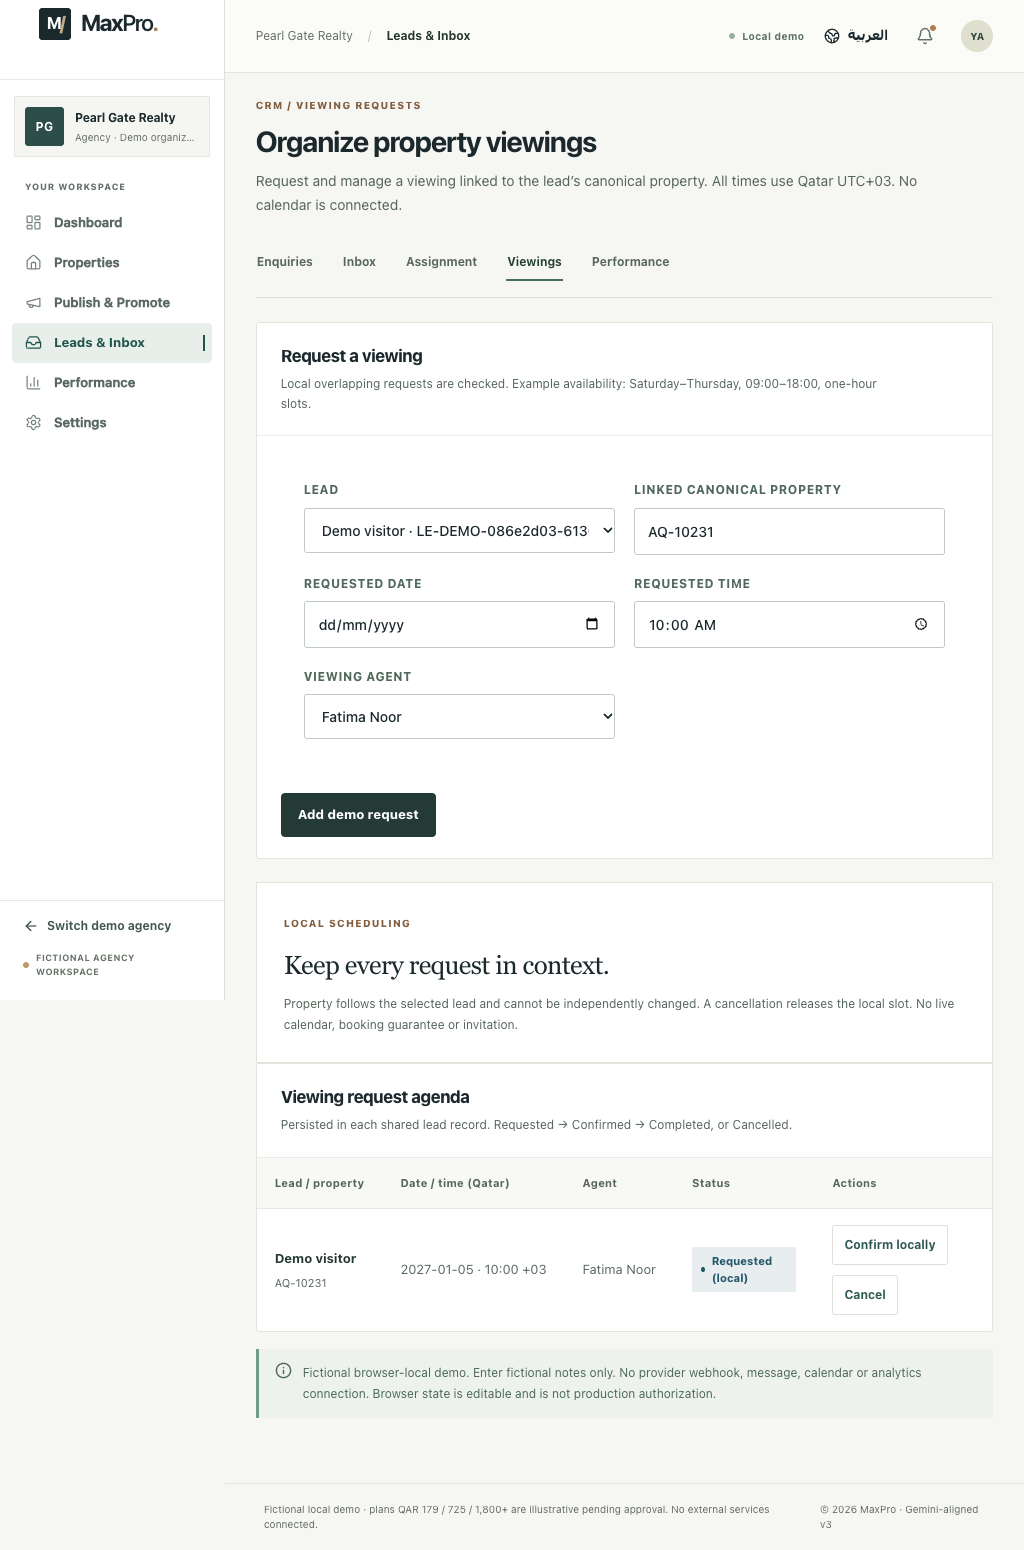 M/ MaxPro.
Pearl Gate Realty / Leads & Inbox
Local demo
العربية
YA
PG
Pearl Gate Realty
Agency · Demo organiz...
YOUR WORKSPACE
Dashboard
Properties
Publish & Promote
Leads & Inbox
Performance
Settings
Switch demo agency
FICTIONAL AGENCY
WORKSPACE
CRM / VIEWING REQUESTS
Organize property viewings
Request and manage a viewing linked to the lead’s canonical property. All times use Qatar UTC+03. No
calendar is connected.
Enquiries Inbox Assignment Viewings Performance
Request a viewing
Local overlapping requests are checked. Example availability: Saturday–Thursday, 09:00–18:00, one-hour
slots.
LEAD
Demo visitor · LE-DEMO-086e2d03-613
LINKED CANONICAL PROPERTY
AQ-10231
REQUESTED DATE
dd/mm/yyyy
REQUESTED TIME
10:00 AM
VIEWING AGENT
Fatima Noor
Add demo request
LOCAL SCHEDULING
Keep every request in context.
Property follows the selected lead and cannot be independently changed. A cancellation releases the local slot. No live
calendar, booking guarantee or invitation.
Viewing request agenda
Persisted in each shared lead record. Requested → Confirmed → Completed, or Cancelled.
Lead / property Date / time (Qatar) Agent Status Actions
Demo visitor
AQ-10231
2027-01-05 · 10:00 +03
Fatima Noor
Requested
(local)
Confirm locally
Cancel
Fictional browser-local demo. Enter fictional notes only. No provider webhook, message, calendar or analytics
connection. Browser state is editable and is not production authorization.
Fictional local demo · plans QAR 179 / 725 / 1,800+ are illustrative pending approval. No external services
connected.
© 2026 MaxPro · Gemini-aligned
v3